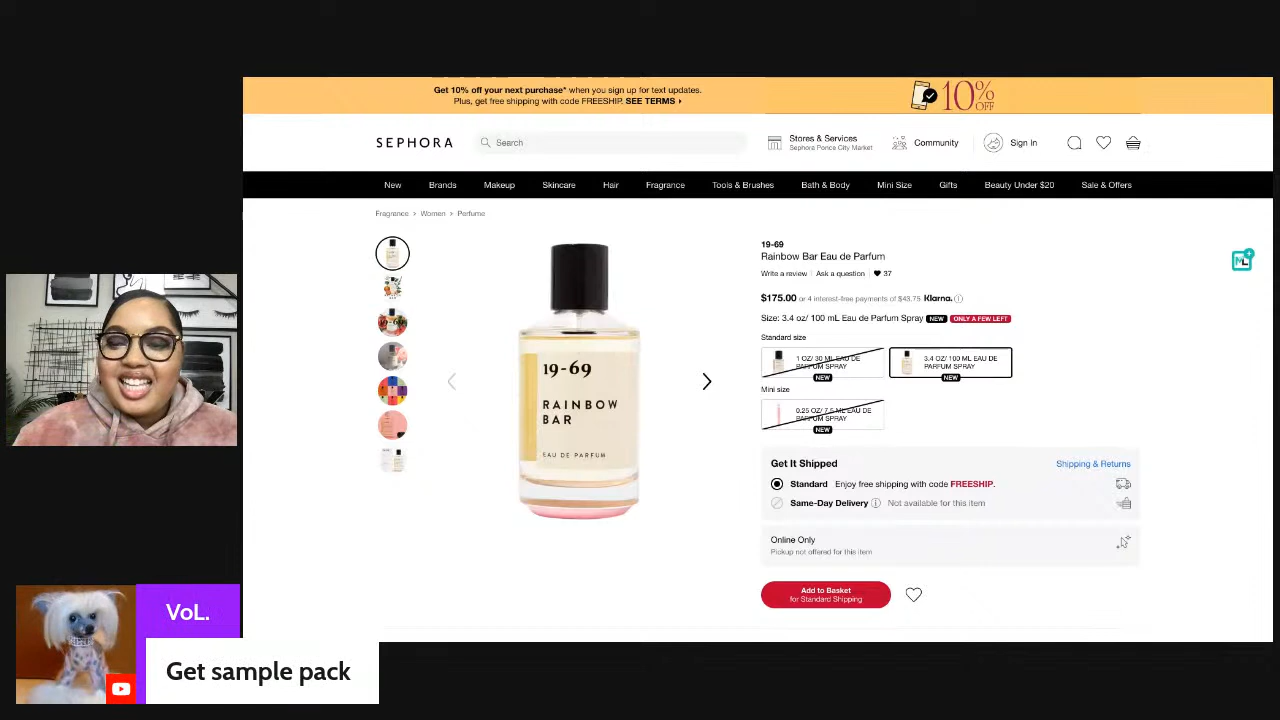 Get 10% off your next purchase* when you sign up for text updates.
Plus, get free shipping with code FREESHIP. SEE TERMS ▸
10% OFF
SEPHORA
Search
Stores & Services
Sephora Ponce City Market
Community
Sign In
New
Brands
Makeup
Skincare
Hair
Fragrance
Tools & Brushes
Bath & Body
Mini Size
Gifts
Beauty Under $20
Sale & Offers
Fragrance > Women > Perfume
19-69
RAINBOW
BAR
EAU DE PARFUM
19-69
Rainbow Bar Eau de Parfum
Write a review
Ask a question
37
$175.00 or 4 interest-free payments of $43.75 Klarna.
Size: 3.4 oz/ 100 mL Eau de Parfum Spray NEW ONLY A FEW LEFT
Standard size
1 OZ/ 30 ML EAU DE
PARFUM SPRAY
NEW
3.4 OZ/ 100 ML EAU DE
PARFUM SPRAY
NEW
Mini size
0.25 OZ/ 7.5 ML EAU DE
PARFUM SPRAY
NEW
Get It Shipped
Shipping & Returns
Standard Enjoy free shipping with code FREESHIP.
Same-Day Delivery Not available for this item
Online Only
Pickup not offered for this item
Add to Basket
for Standard Shipping
VoL.
Get sample pack